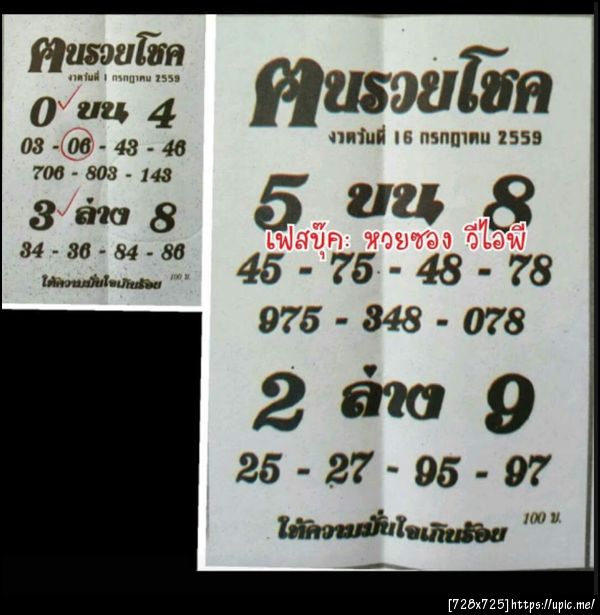 คนรวยโชค
งวดวันที่ 1 กรกฎาคม 2559
0 บน 4
03 - 06 - 43 - 46
706 - 803 - 143
3 ล่าง 8
34 - 36 - 84 - 86
ให้ความมั่นใจเกินร้อย 100 บ.
คนรวยโชค
งวดวันที่ 16 กรกฎาคม 2559
5 บน 8
เฟสบุ๊ค: หวยซอง วีไอพี
45 - 75 - 48 - 78
975 - 348 - 078
2 ล่าง 9
25 - 27 - 95 - 97
ให้ความมั่นใจเกินร้อย 100 บ.
[728x725]https://upic.me/